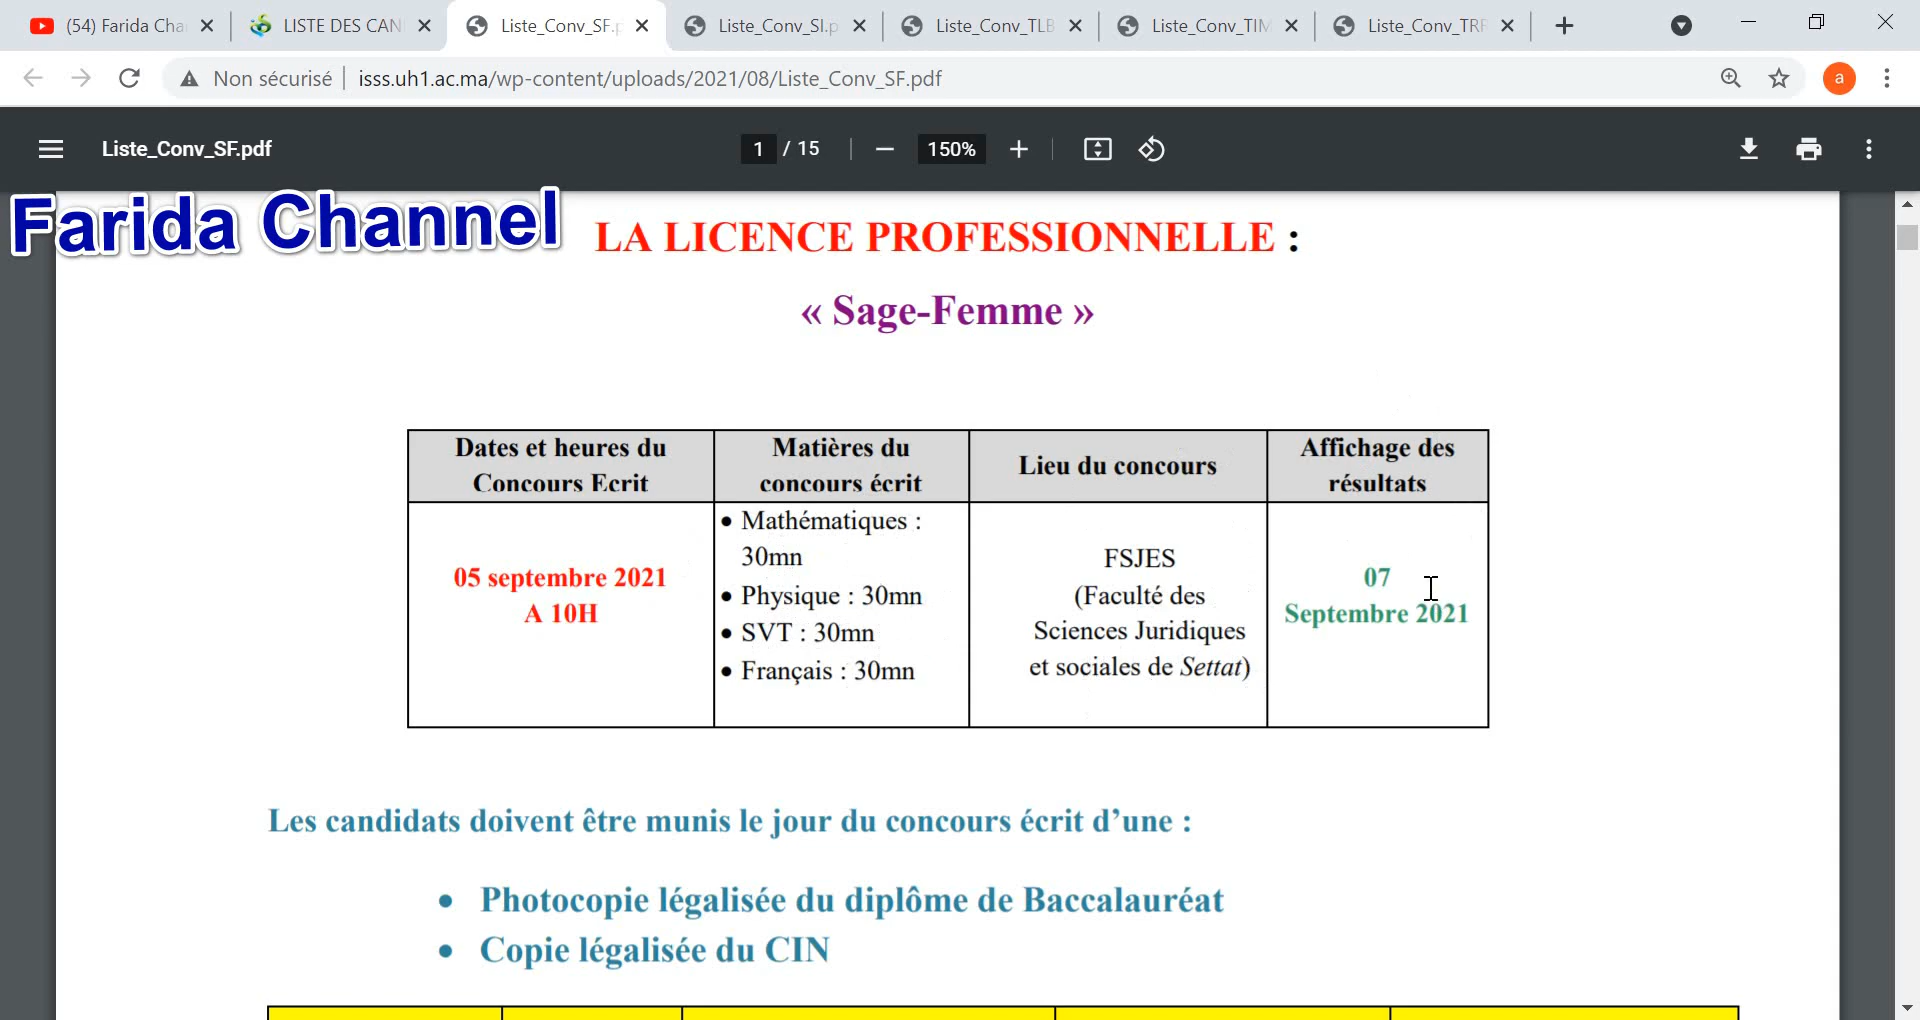 (54) Farida Cha
LISTE DES CAN
Liste_Conv_SF.p
Liste_Conv_SI.p
Liste_Conv_TLB
Liste_Conv_TIM
Liste_Conv_TRF
Non sécurisé
isss.uh1.ac.ma/wp-content/uploads/2021/08/Liste_Conv_SF.pdf
a
Liste_Conv_SF.pdf
1 / 15
150%
Farida Channel
LA LICENCE PROFESSIONNELLE :
« Sage-Femme »
Dates et heures du
Concours Ecrit
Matières du
concours écrit
Lieu du concours
Affichage des
résultats
05 septembre 2021
A 10H
• Mathématiques :
30mn
• Physique : 30mn
• SVT : 30mn
• Français : 30mn
FSJES
(Faculté des
Sciences Juridiques
et sociales de Settat)
07
Septembre 2021
Les candidats doivent être munis le jour du concours écrit d’une :
• Photocopie légalisée du diplôme de Baccalauréat
• Copie légalisée du CIN